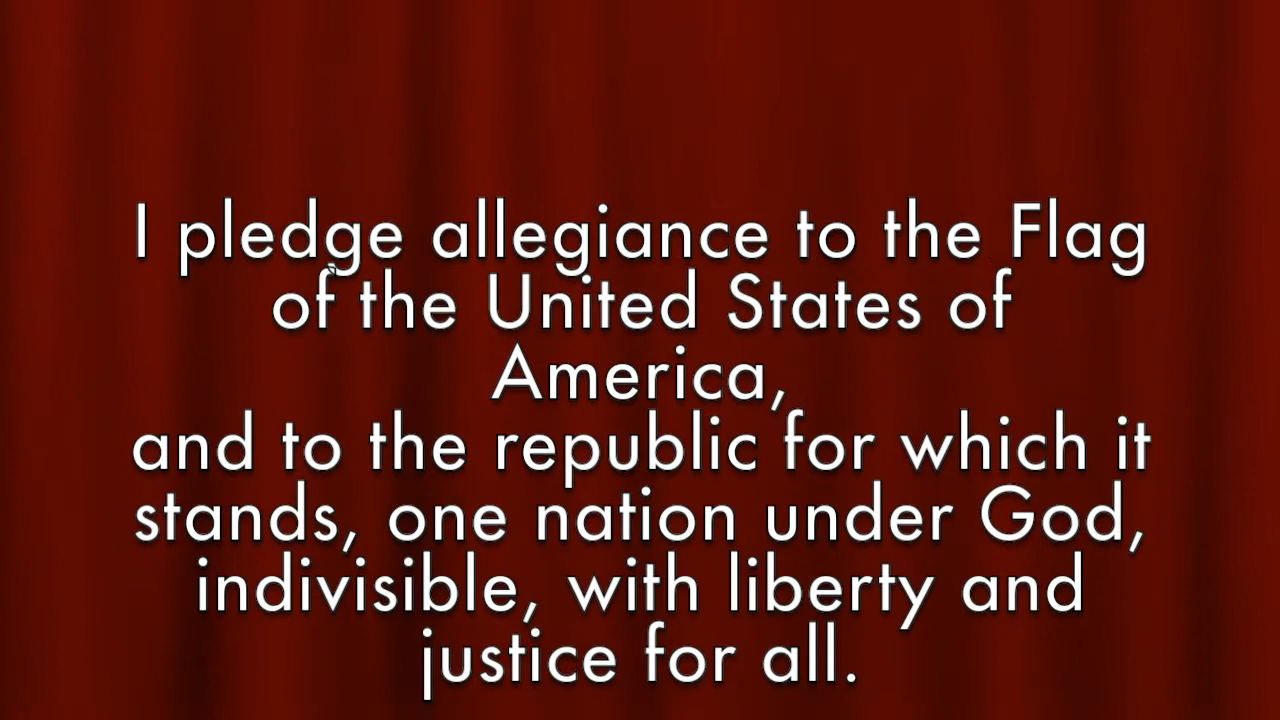 I pledge allegiance to the Flag
of the United States of
America,
and to the republic for which it
stands, one nation under God,
indivisible, with liberty and
justice for all.